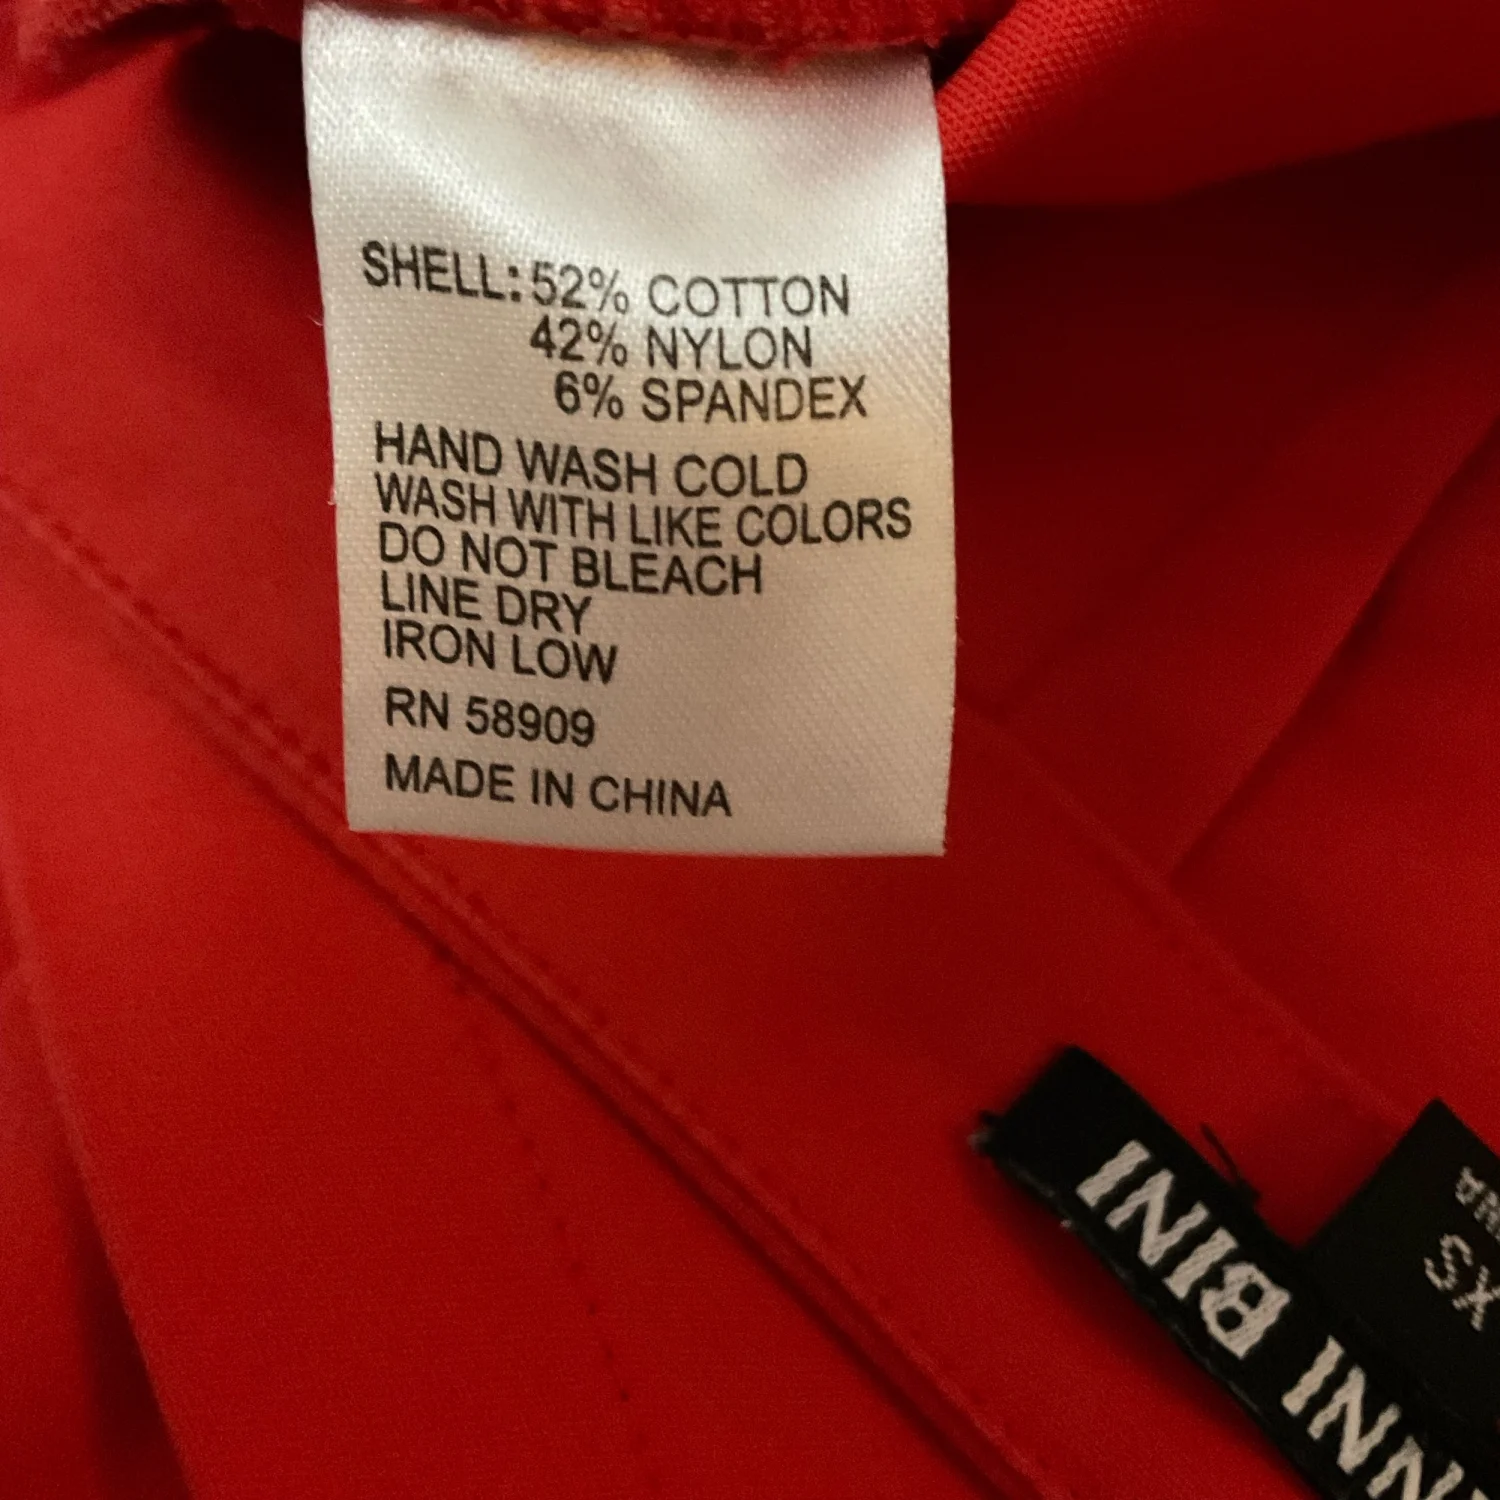 SHELL: 52% COTTON
42% NYLON
6% SPANDEX
HAND WASH COLD
WASH WITH LIKE COLORS
DO NOT BLEACH
LINE DRY
IRON LOW
RN 58909
MADE IN CHINA
NNI BINI
XS